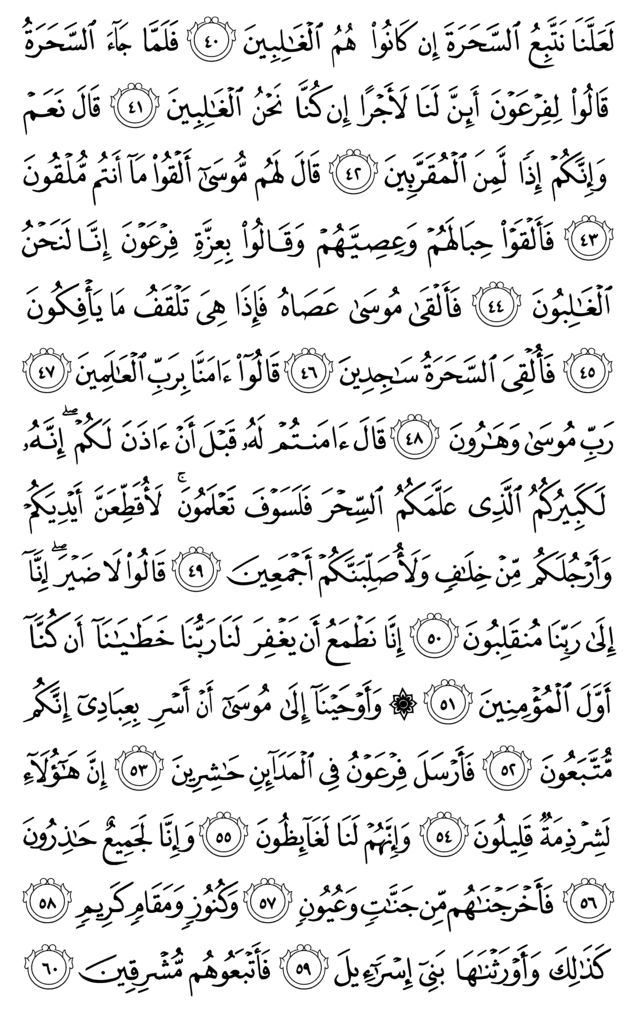 لَعَلَّنَا نَتَّبِعُ ٱلسَّحَرَةَ إِن كَانُوا۟ هُمُ ٱلْغَـٰلِبِينَ ٤٠ فَلَمَّا جَآءَ ٱلسَّحَرَةُ
قَالُوا۟ لِفِرْعَوْنَ أَئِنَّ لَنَا لَأَجْرًا إِن كُنَّا نَحْنُ ٱلْغَـٰلِبِينَ ٤١ قَالَ نَعَمْ
وَإِنَّكُمْ إِذًا لَّمِنَ ٱلْمُقَرَّبِينَ ٤٢ قَالَ لَهُم مُّوسَىٰٓ أَلْقُوا۟ مَآ أَنتُم مُّلْقُونَ
٤٣ فَأَلْقَوْا۟ حِبَالَهُمْ وَعِصِيَّهُمْ وَقَالُوا۟ بِعِزَّةِ فِرْعَوْنَ إِنَّا لَنَحْنُ
ٱلْغَـٰلِبُونَ ٤٤ فَأَلْقَىٰ مُوسَىٰ عَصَاهُ فَإِذَا هِىَ تَلْقَفُ مَا يَأْفِكُونَ
٤٥ فَأُلْقِىَ ٱلسَّحَرَةُ سَـٰجِدِينَ ٤٦ قَالُوٓا۟ ءَامَنَّا بِرَبِّ ٱلْعَـٰلَمِينَ ٤٧
رَبِّ مُوسَىٰ وَهَـٰرُونَ ٤٨ قَالَ ءَامَنتُمْ لَهُۥ قَبْلَ أَنْ ءَاذَنَ لَكُمْ ۖ إِنَّهُۥ
لَكَبِيرُكُمُ ٱلَّذِى عَلَّمَكُمُ ٱلسِّحْرَ فَلَسَوْفَ تَعْلَمُونَ ۚ لَأُقَطِّعَنَّ أَيْدِيَكُمْ
وَأَرْجُلَكُم مِّنْ خِلَـٰفٍ وَلَأُصَلِّبَنَّكُمْ أَجْمَعِينَ ٤٩ قَالُوا۟ لَا ضَيْرَ ۖ إِنَّآ
إِلَىٰ رَبِّنَا مُنقَلِبُونَ ٥٠ إِنَّا نَطْمَعُ أَن يَغْفِرَ لَنَا رَبُّنَا خَطَـٰيَـٰنَآ أَن كُنَّآ
أَوَّلَ ٱلْمُؤْمِنِينَ ٥١ ۞ وَأَوْحَيْنَآ إِلَىٰ مُوسَىٰٓ أَنْ أَسْرِ بِعِبَادِىٓ إِنَّكُم
مُّتَّبَعُونَ ٥٢ فَأَرْسَلَ فِرْعَوْنُ فِى ٱلْمَدَآئِنِ حَـٰشِرِينَ ٥٣ إِنَّ هَـٰٓؤُلَآءِ
لَشِرْذِمَةٌ قَلِيلُونَ ٥٤ وَإِنَّهُمْ لَنَا لَغَآئِظُونَ ٥٥ وَإِنَّا لَجَمِيعٌ حَـٰذِرُونَ
٥٦ فَأَخْرَجْنَـٰهُم مِّن جَنَّـٰتٍ وَعُيُونٍ ٥٧ وَكُنُوزٍ وَمَقَامٍ كَرِيمٍ ٥٨
كَذَٰلِكَ وَأَوْرَثْنَـٰهَا بَنِىٓ إِسْرَٰٓءِيلَ ٥٩ فَأَتْبَعُوهُم مُّشْرِقِينَ ٦٠